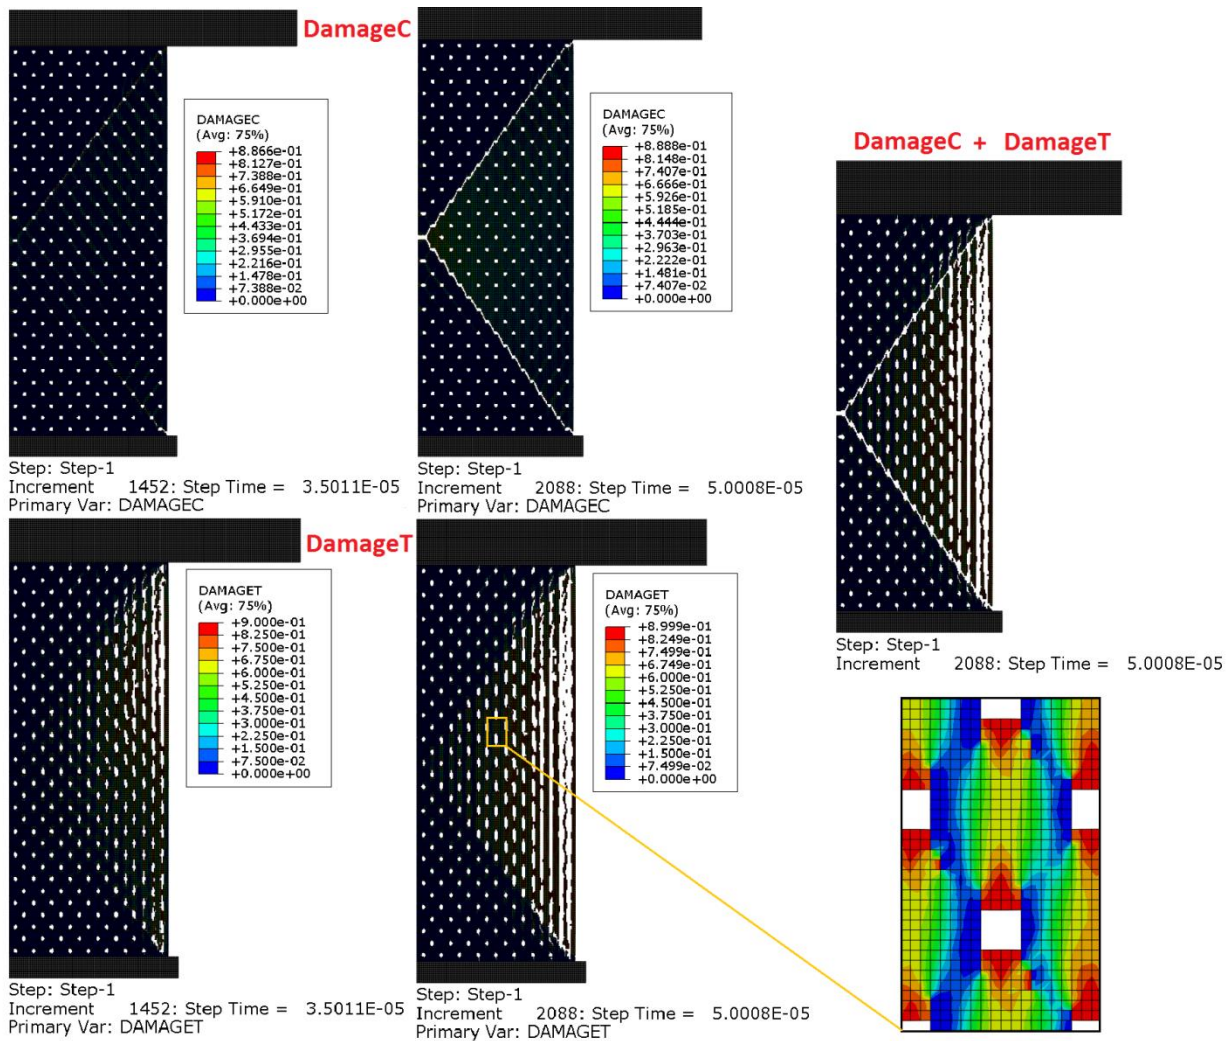 DamageC
DAMAGEC
(Avg: 75%)
+8.866e-01
+8.127e-01
+7.388e-01
+6.649e-01
+5.910e-01
+5.172e-01
+4.433e-01
+3.694e-01
+2.955e-01
+2.216e-01
+1.478e-01
+7.388e-02
+0.000e+00
Step: Step-1
Increment 1452: Step Time = 3.5011E-05
Primary Var: DAMAGEC
DAMAGEC
(Avg: 75%)
+8.888e-01
+8.148e-01
+7.407e-01
+6.666e-01
+5.926e-01
+5.185e-01
+4.444e-01
+3.703e-01
+2.963e-01
+2.222e-01
+1.481e-01
+7.407e-02
+0.000e+00
Step: Step-1
Increment 2088: Step Time = 5.0008E-05
Primary Var: DAMAGEC
DamageC + DamageT
Step: Step-1
Increment 2088: Step Time = 5.0008E-05
DamageT
DAMAGET
(Avg: 75%)
+9.000e-01
+8.250e-01
+7.500e-01
+6.750e-01
+6.000e-01
+5.250e-01
+4.500e-01
+3.750e-01
+3.000e-01
+2.250e-01
+1.500e-01
+7.500e-02
+0.000e+00
Step: Step-1
Increment 1452: Step Time = 3.5011E-05
Primary Var: DAMAGET
DAMAGET
(Avg: 75%)
+8.999e-01
+8.249e-01
+7.499e-01
+6.749e-01
+6.000e-01
+5.250e-01
+4.500e-01
+3.750e-01
+3.000e-01
+2.250e-01
+1.500e-01
+7.499e-02
+0.000e+00
Step: Step-1
Increment 2088: Step Time = 5.0008E-05
Primary Var: DAMAGET